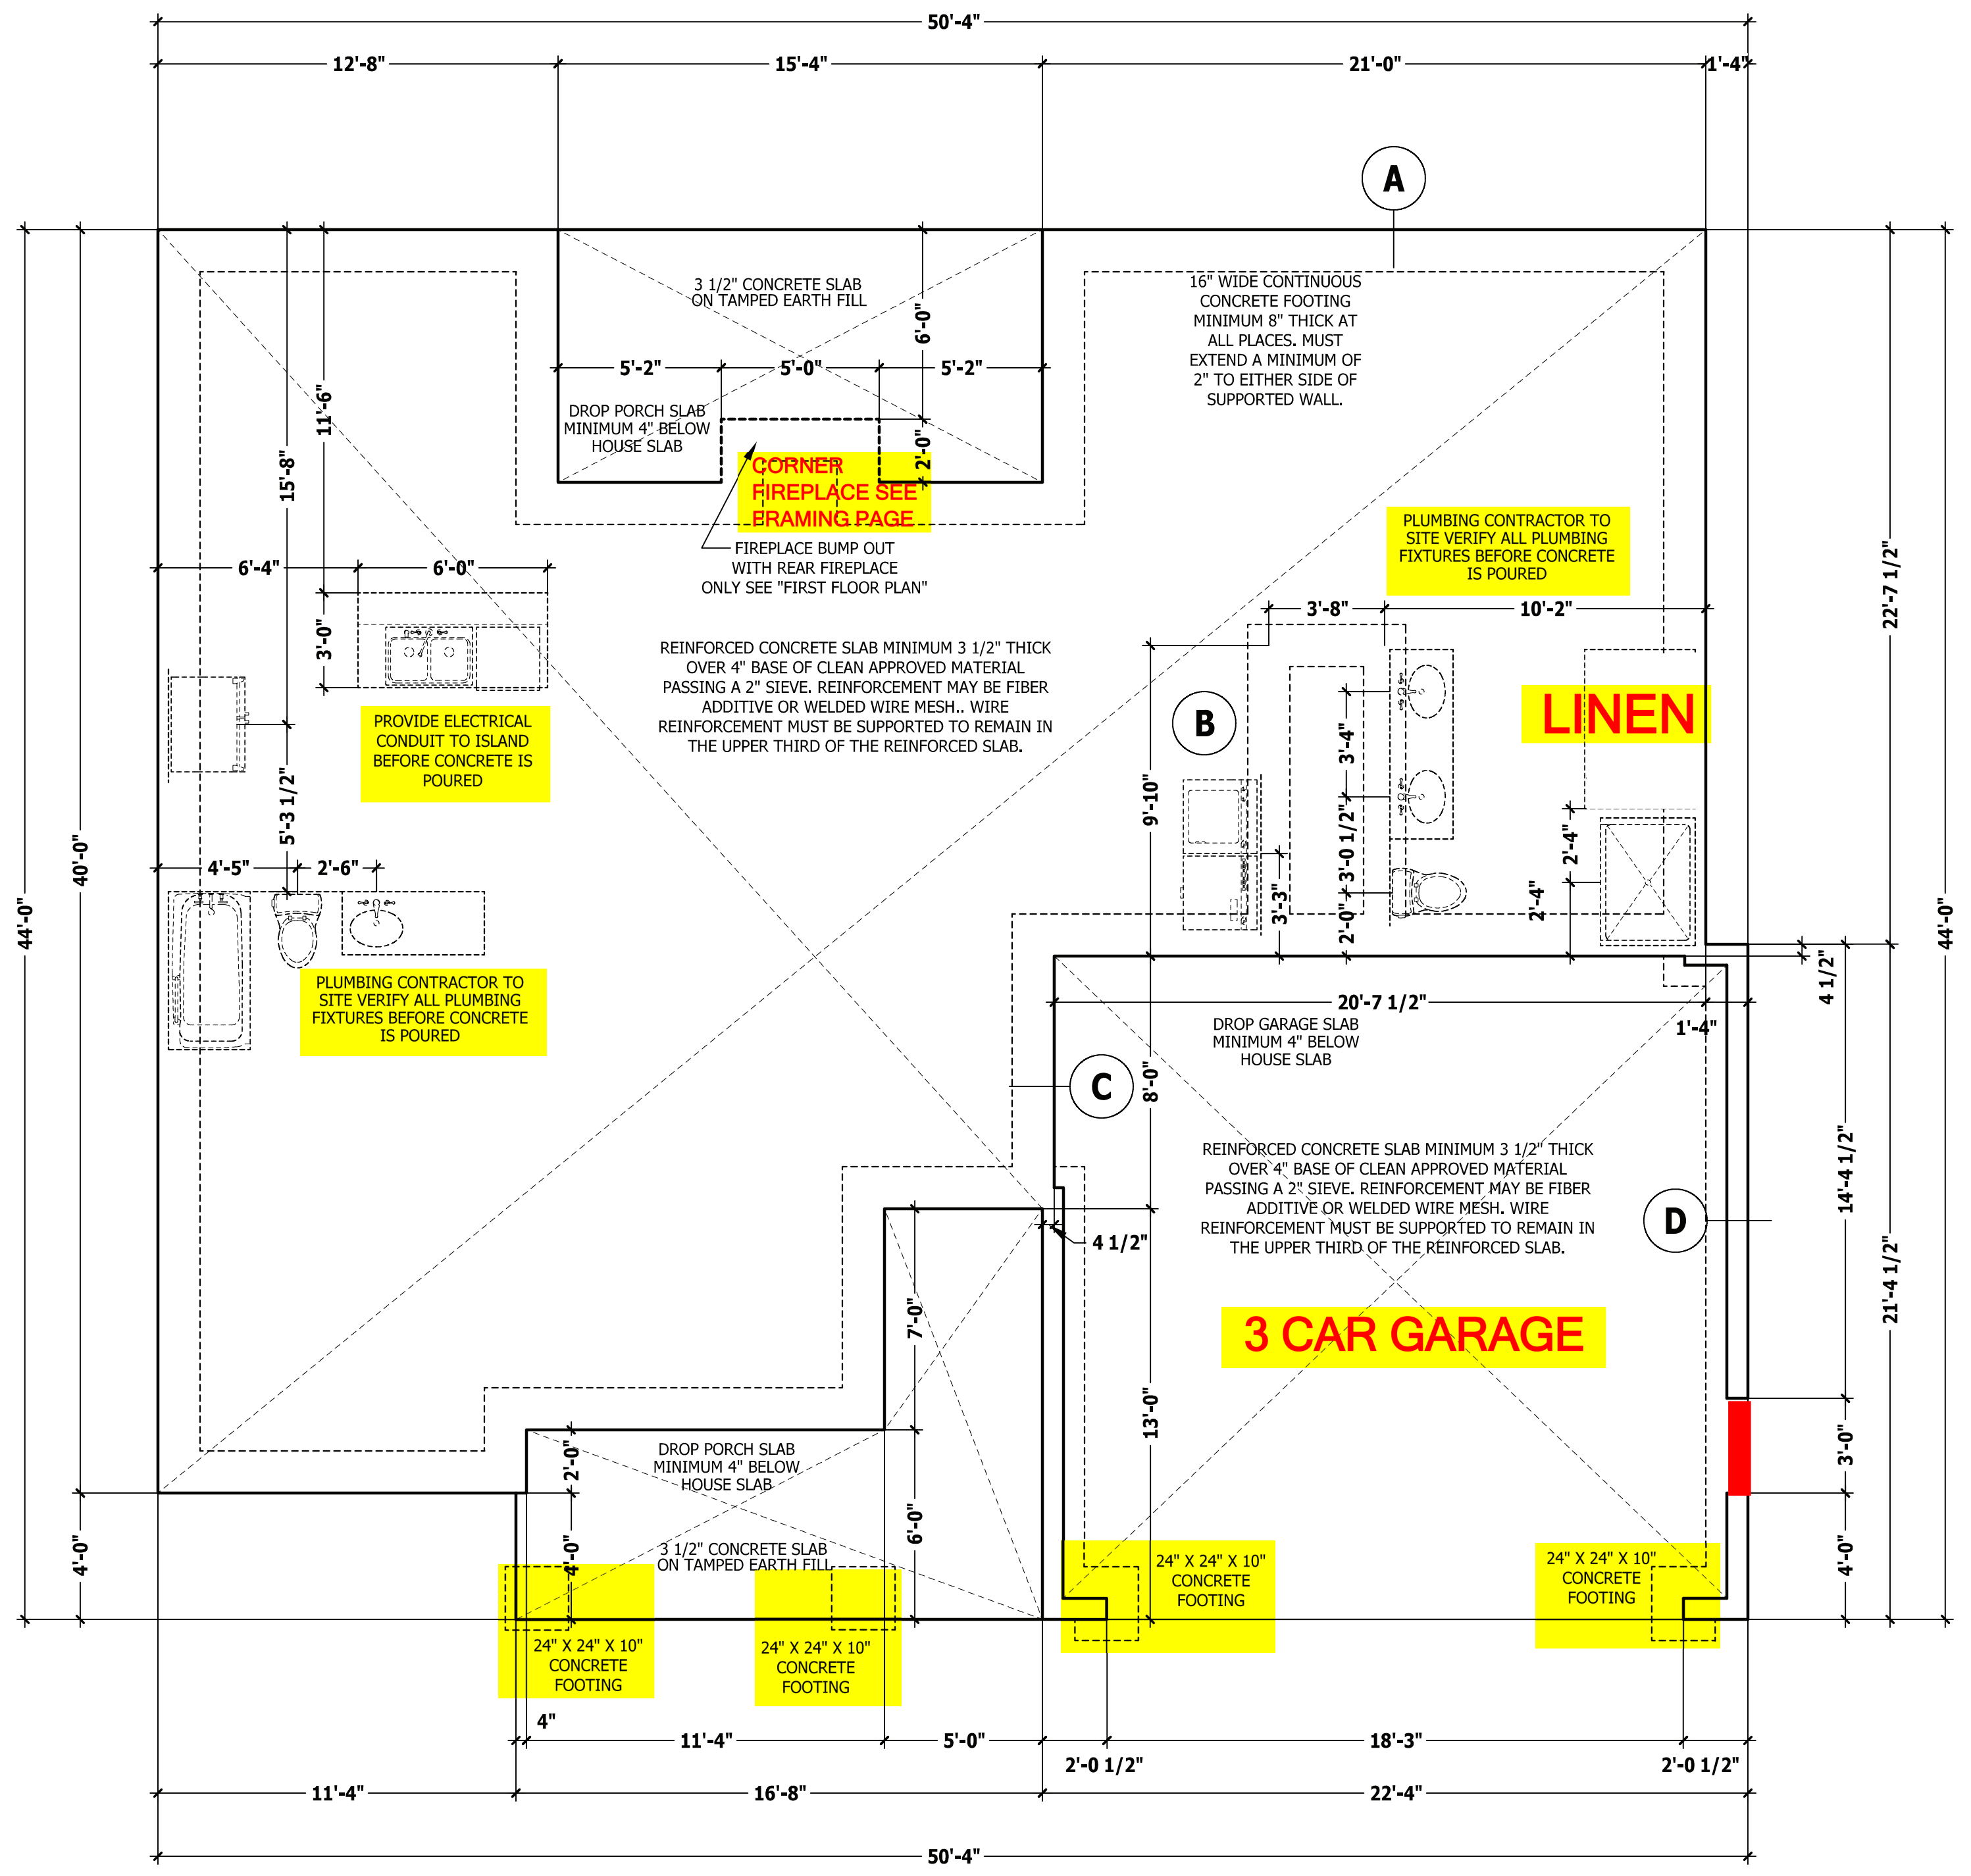 50'-4"
12'-8"
15'-4"
21'-0"
1'-4"
A
3 1/2" CONCRETE SLAB
ON TAMPED EARTH FILL
16" WIDE CONTINUOUS
CONCRETE FOOTING
MINIMUM 8" THICK AT
ALL PLACES. MUST
EXTEND A MINIMUM OF
2" TO EITHER SIDE OF
SUPPORTED WALL.
6'-0"
5'-2"
5'-0"
5'-2"
11'-6"
DROP PORCH SLAB
MINIMUM 4" BELOW
HOUSE SLAB
2'-0"
15'-8"
CORNER
FIREPLACE SEE
FRAMING PAGE
FIREPLACE BUMP OUT
WITH REAR FIREPLACE
ONLY SEE "FIRST FLOOR PLAN"
PLUMBING CONTRACTOR TO
SITE VERIFY ALL PLUMBING
FIXTURES BEFORE CONCRETE
IS POURED
22'-7 1/2"
6'-4"
6'-0"
3'-8"
10'-2"
3'-0"
REINFORCED CONCRETE SLAB MINIMUM 3 1/2" THICK
OVER 4" BASE OF CLEAN APPROVED MATERIAL
PASSING A 2" SIEVE. REINFORCEMENT MAY BE FIBER
ADDITIVE OR WELDED WIRE MESH.. WIRE
REINFORCEMENT MUST BE SUPPORTED TO REMAIN IN
THE UPPER THIRD OF THE REINFORCED SLAB.
B
LINEN
PROVIDE ELECTRICAL
CONDUIT TO ISLAND
BEFORE CONCRETE IS
POURED
3'-4"
5'-3 1/2"
9'-10"
3'-0 1/2"
2'-4"
40'-0"
4'-5"
2'-6"
3'-3"
2'-0"
2'-4"
44'-0"
44'-0"
PLUMBING CONTRACTOR TO
SITE VERIFY ALL PLUMBING
FIXTURES BEFORE CONCRETE
IS POURED
4 1/2"
20'-7 1/2"
1'-4"
DROP GARAGE SLAB
MINIMUM 4" BELOW
HOUSE SLAB
C
8'-0"
REINFORCED CONCRETE SLAB MINIMUM 3 1/2" THICK
OVER 4" BASE OF CLEAN APPROVED MATERIAL
PASSING A 2" SIEVE. REINFORCEMENT MAY BE FIBER
ADDITIVE OR WELDED WIRE MESH. WIRE
REINFORCEMENT MUST BE SUPPORTED TO REMAIN IN
THE UPPER THIRD OF THE REINFORCED SLAB.
14'-4 1/2"
D
4 1/2"
21'-4 1/2"
7'-0"
3 CAR GARAGE
13'-0"
DROP PORCH SLAB
MINIMUM 4" BELOW
HOUSE SLAB
2'-0"
3'-0"
6'-0"
4'-0"
4'-0"
3 1/2" CONCRETE SLAB
ON TAMPED EARTH FILL
4'-0"
24" X 24" X 10"
CONCRETE
FOOTING
24" X 24" X 10"
CONCRETE
FOOTING
24" X 24" X 10"
CONCRETE
FOOTING
24" X 24" X 10"
CONCRETE
FOOTING
4"
11'-4"
5'-0"
2'-0 1/2"
18'-3"
2'-0 1/2"
11'-4"
16'-8"
22'-4"
50'-4"